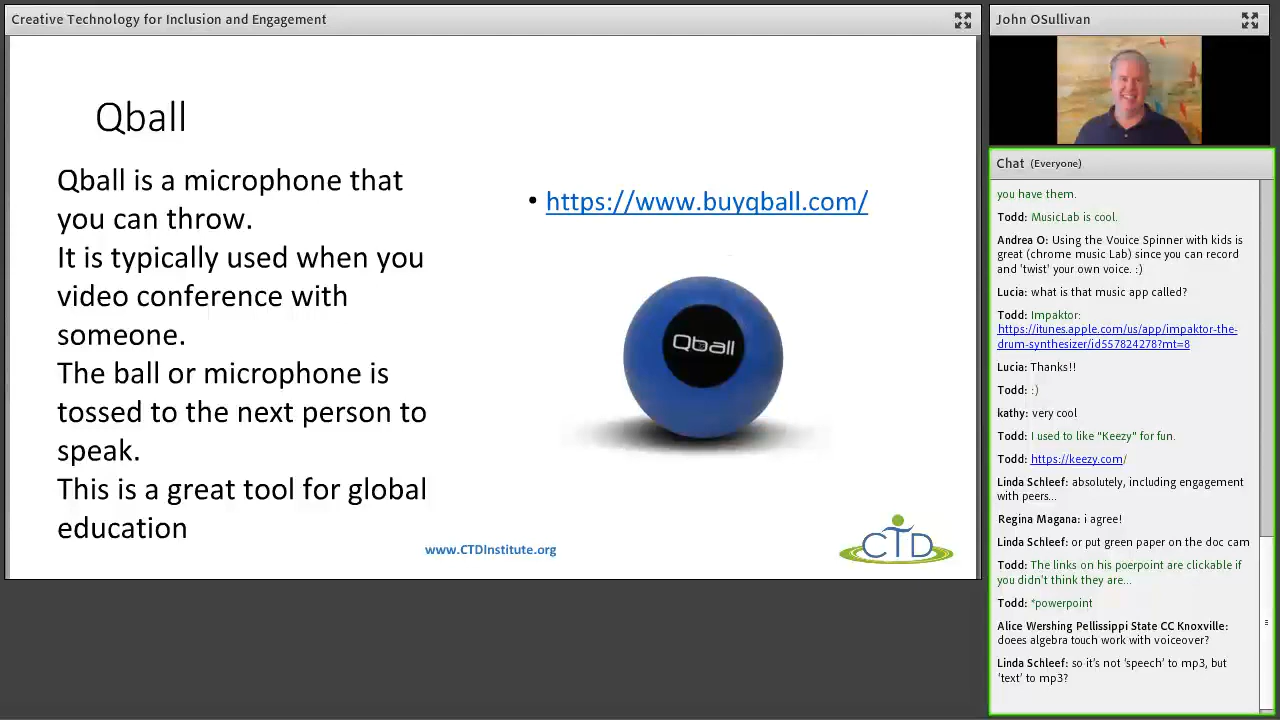 Creative Technology for Inclusion and Engagement
Qball
Qball is a microphone that
you can throw.
It is typically used when you
video conference with
someone.
The ball or microphone is
tossed to the next person to
speak.
This is a great tool for global
education
• https://www.buyqball.com/
Qball
www.CTDInstitute.org
CTD
John OSullivan
Chat (Everyone)
you have them.
Todd: MusicLab is cool.
Andrea O: Using the Vouice Spinner with kids is
great (chrome music Lab) since you can record
and 'twist' your own voice. :)
Lucia: what is that music app called?
Todd: Impaktor:
https://itunes.apple.com/us/app/impaktor-the-
drum-synthesizer/id557824278?mt=8
Lucia: Thanks!!
Todd: :)
kathy: very cool
Todd: I used to like "Keezy" for fun.
Todd: https://keezy.com/
Linda Schleef: absolutely, including engagement
with peers...
Regina Magana: i agree!
Linda Schleef: or put green paper on the doc cam
Todd: The links on his poerpoint are clickable if
you didn't think they are...
Todd: *powerpoint
Alice Wershing Pellissippi State CC Knoxville:
doees algebra touch work with voiceover?
Linda Schleef: so it's not 'speech' to mp3, but
'text' to mp3?